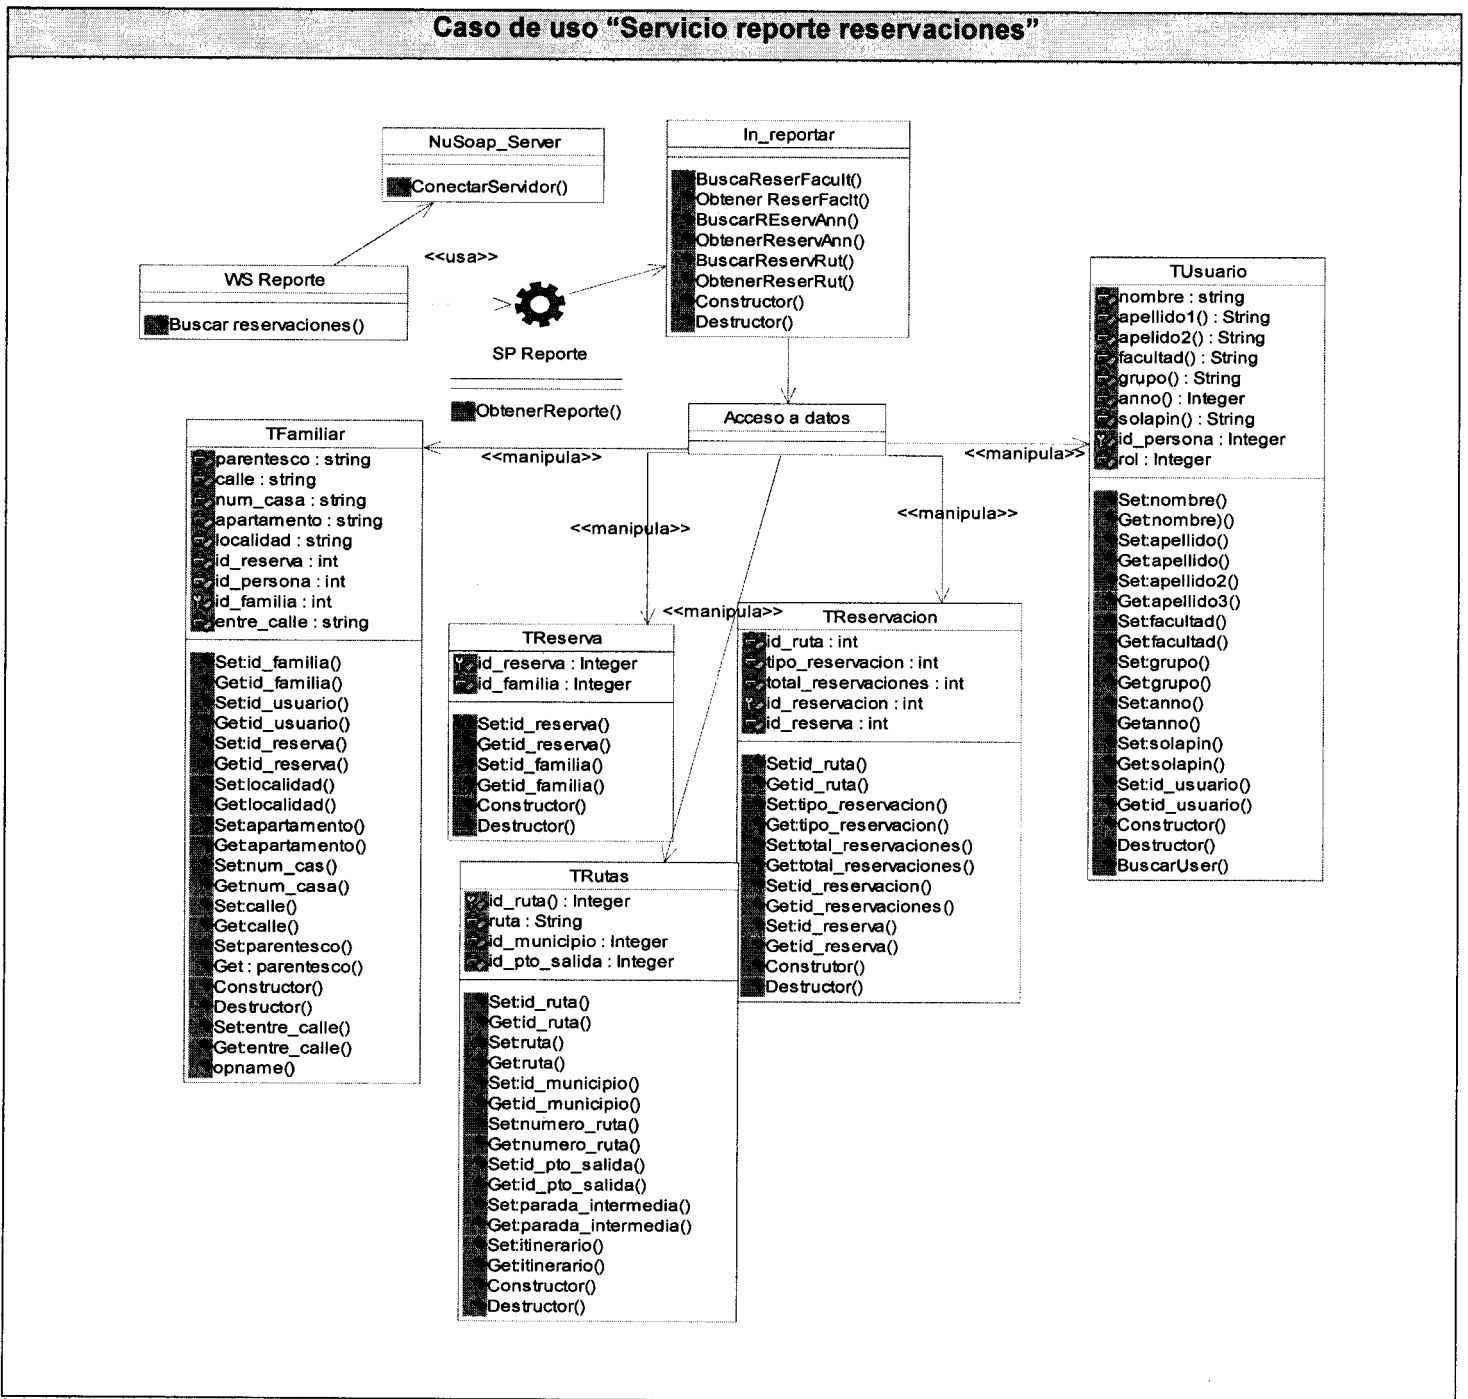 Caso de uso “Servicio reporte reservaciones”
NuSoap_Server
ConectarServidor()
In_reportar
BuscaReserFacult()
Obtener ReserFaclt()
BuscarREservAnn()
ObtenerReservAnn()
BuscarReservRut()
ObtenerReserRut()
Constructor()
Destructor()
<<usa>>
WS Reporte
Buscar reservaciones()
SP Reporte
ObtenerReporte()
Acceso a datos
<<manipula>>
<<manipula>>
<<manipula>>
<<manipula>>
<<manipula>>
TUsuario
nombre : string
apellido1() : String
apelido2() : String
facultad() : String
grupo() : String
anno() : Integer
solapin() : String
id_persona : Integer
rol : Integer
Set:nombre()
Get:nombre)()
Set:apellido()
Get:apellido()
Set:apellido2()
Get:apellido3()
Set:facultad()
Get:facultad()
Set:grupo()
Get:grupo()
Set:anno()
Getanno()
Set:solapin()
Get:solapin()
Set:id_usuario()
Get:id_usuario()
Constructor()
Destructor()
BuscarUser()
TFamiliar
parentesco : string
calle : string
num_casa : string
apartamento : string
localidad : string
id_reserva : int
id_persona : int
id_familia : int
entre_calle : string
Set:id_familia()
Get:id_familia()
Set:id_usuario()
Get:id_usuario()
Set:id_reserva()
Get:id_reserva()
Set:localidad()
Get:localidad()
Set:apartamento()
Get:apartamento()
Set:num_cas()
Get:num_casa()
Set:calle()
Get:calle()
Set:parentesco()
Get : parentesco()
Constructor()
Destructor()
Set:entre_calle()
Get:entre_calle()
opname()
TReserva
id_reserva : Integer
id_familia : Integer
Set:id_reserva()
Get:id_reserva()
Set:id_familia()
Get:id_familia()
Constructor()
Destructor()
TReservacion
id_ruta : int
tipo_reservacion : int
total_reservaciones : int
id_reservacion : int
id_reserva : int
Set:id_ruta()
Get:id_ruta()
Set:tipo_reservacion()
Get:tipo_reservacion()
Set:total_reservaciones()
Get:total_reservaciones()
Set:id_reservacion()
Get:id_reservaciones()
Set:id_reserva()
Get:id_reserva()
Construtor()
Destructor()
TRutas
id_ruta() : Integer
ruta : String
id_municipio : Integer
id_pto_salida : Integer
Set:id_ruta()
Get:id_ruta()
Set:ruta()
Get:ruta()
Set:id_municipio()
Get:id_municipio()
Set:numero_ruta()
Get:numero_ruta()
Set:id_pto_salida()
Get:id_pto_salida()
Set:parada_intermedia()
Get:parada_intermedia()
Set:itinerario()
Get:itinerario()
Constructor()
Destructor()